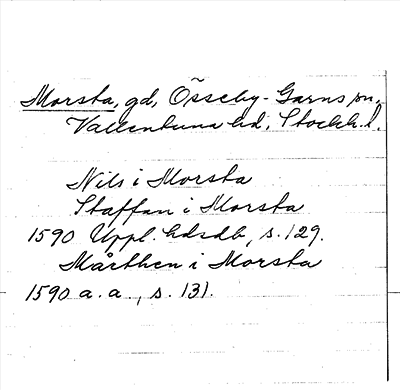 Morsta, gd, Össeby-Garns sn,
Vallentuna hd, Stockh. l.
Nils i Morsta
Staffan i Morsta
1590 Uppl. hdsdb, s. 129.
Mårthen i Morsta
1590 a. a., s. 131.